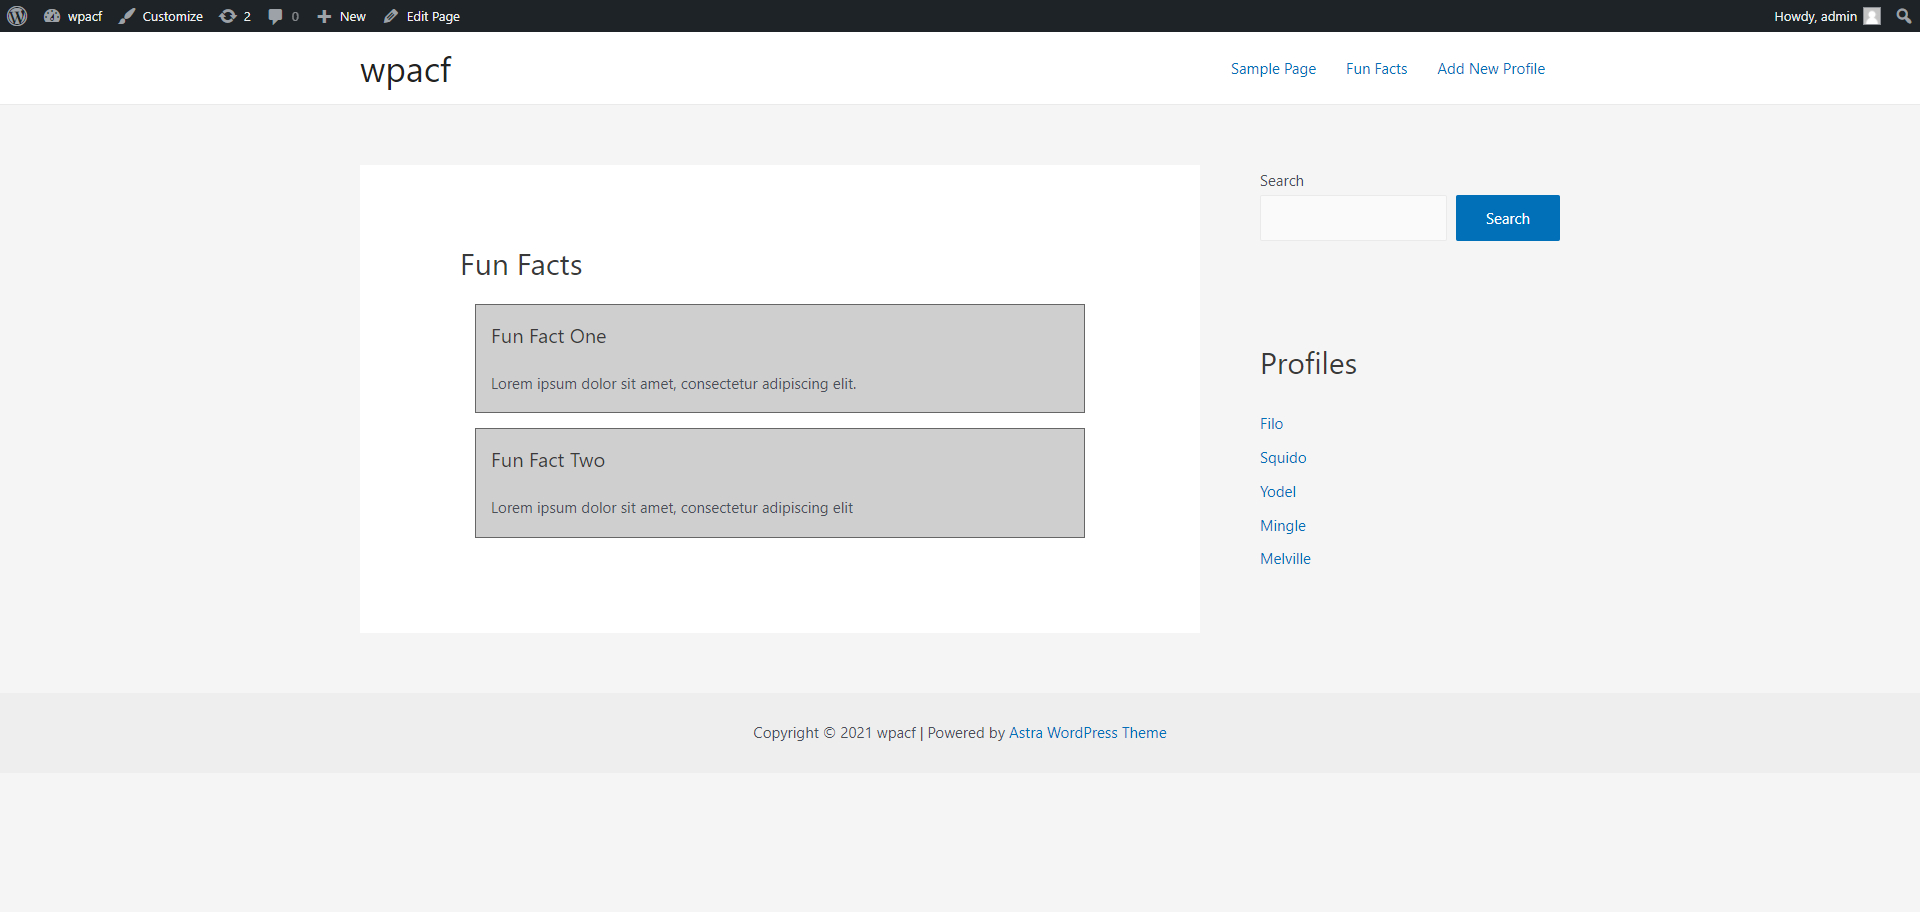 wpacf Customize 2 0 New Edit Page Howdy, admin
wpacf
Sample Page Fun Facts Add New Profile
Fun Facts
Fun Fact One
Lorem ipsum dolor sit amet, consectetur adipiscing elit.
Fun Fact Two
Lorem ipsum dolor sit amet, consectetur adipiscing elit
Search
Search
Profiles
Filo
Squido
Yodel
Mingle
Melville
Copyright © 2021 wpacf | Powered by Astra WordPress Theme